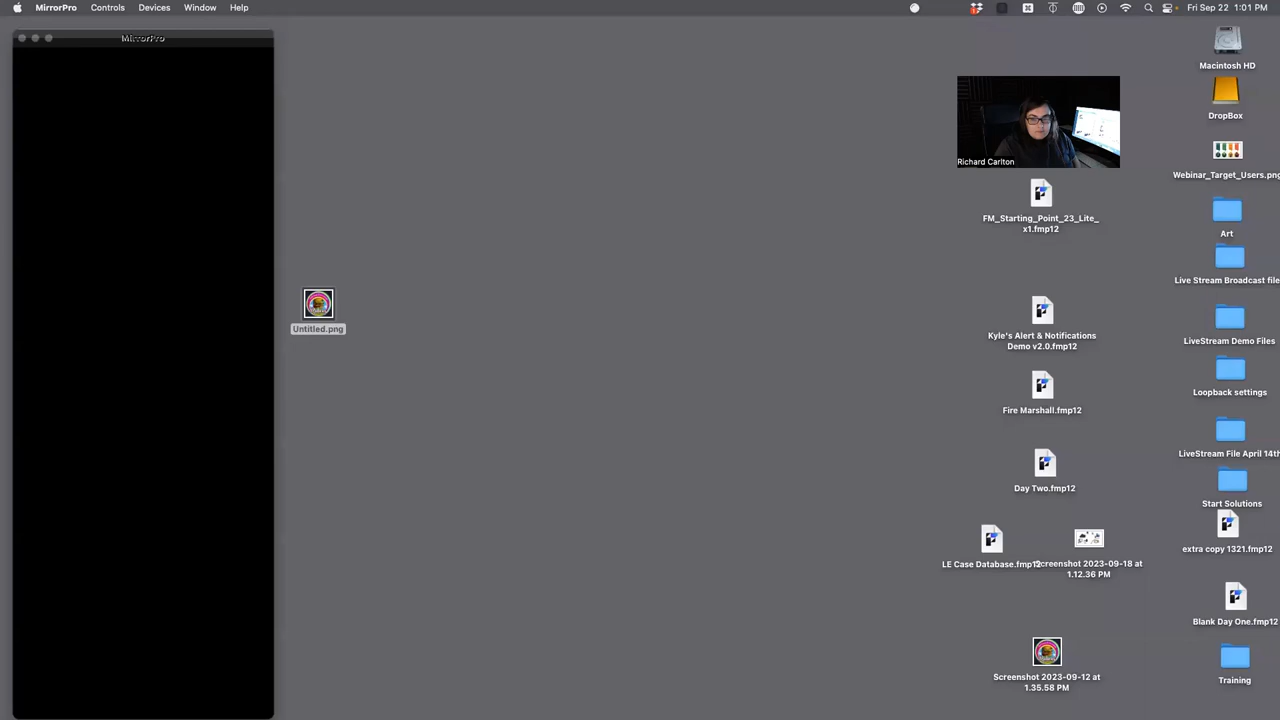 MirrorPro Controls Devices Window Help Fri Sep 22 1:01 PM
MirrorPro
Macintosh HD
DropBox
Richard Carlton
Webinar_Target_Users.png
FM_Starting_Point_23_Lite_
x1.fmp12
Art
Live Stream Broadcast file
Untitled.png
Kyle's Alert & Notifications
Demo v2.0.fmp12
LiveStream Demo Files
Loopback settings
Fire Marshall.fmp12
LiveStream File April 14th
Day Two.fmp12
Start Solutions
extra copy 1321.fmp12
LE Case Database.fmp12
Screenshot 2023-09-18 at
1.12.36 PM
Blank Day One.fmp12
Screenshot 2023-09-12 at
1.35.58 PM
Training